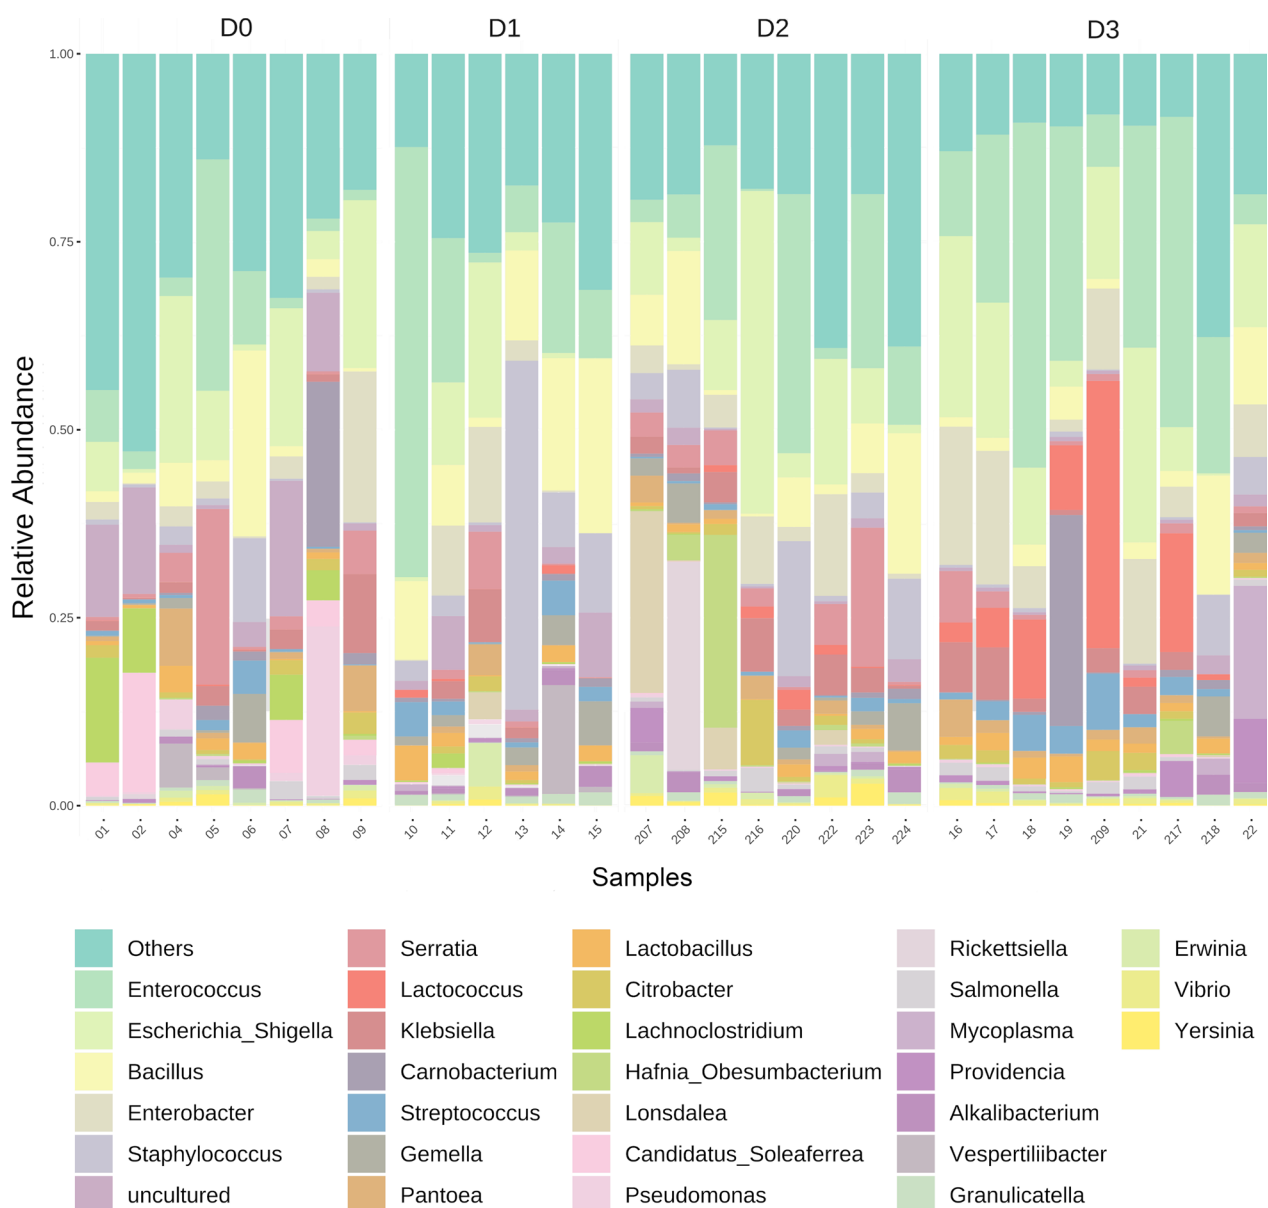 D0 D1 D2 D3
1.00
0.75
0.50
0.25
0.00
Relative Abundance
01 02 04 05 06 07 08 09 10 11 12 13 14 15 207 208 215 216 220 222 223 224 16 17 18 19 209 21 217 218 22
Samples
Others Serratia Lactobacillus Rickettsiella Erwinia
Enterococcus Lactococcus Citrobacter Salmonella Vibrio
Escherichia_Shigella Klebsiella Lachnoclostridium Mycoplasma Yersinia
Bacillus Carnobacterium Hafnia_Obesumbacterium Providencia
Enterobacter Streptococcus Lonsdalea Alkalibacterium
Staphylococcus Gemella Candidatus_Soleaferrea Vespertiliibacter
uncultured Pantoea Pseudomonas Granulicatella